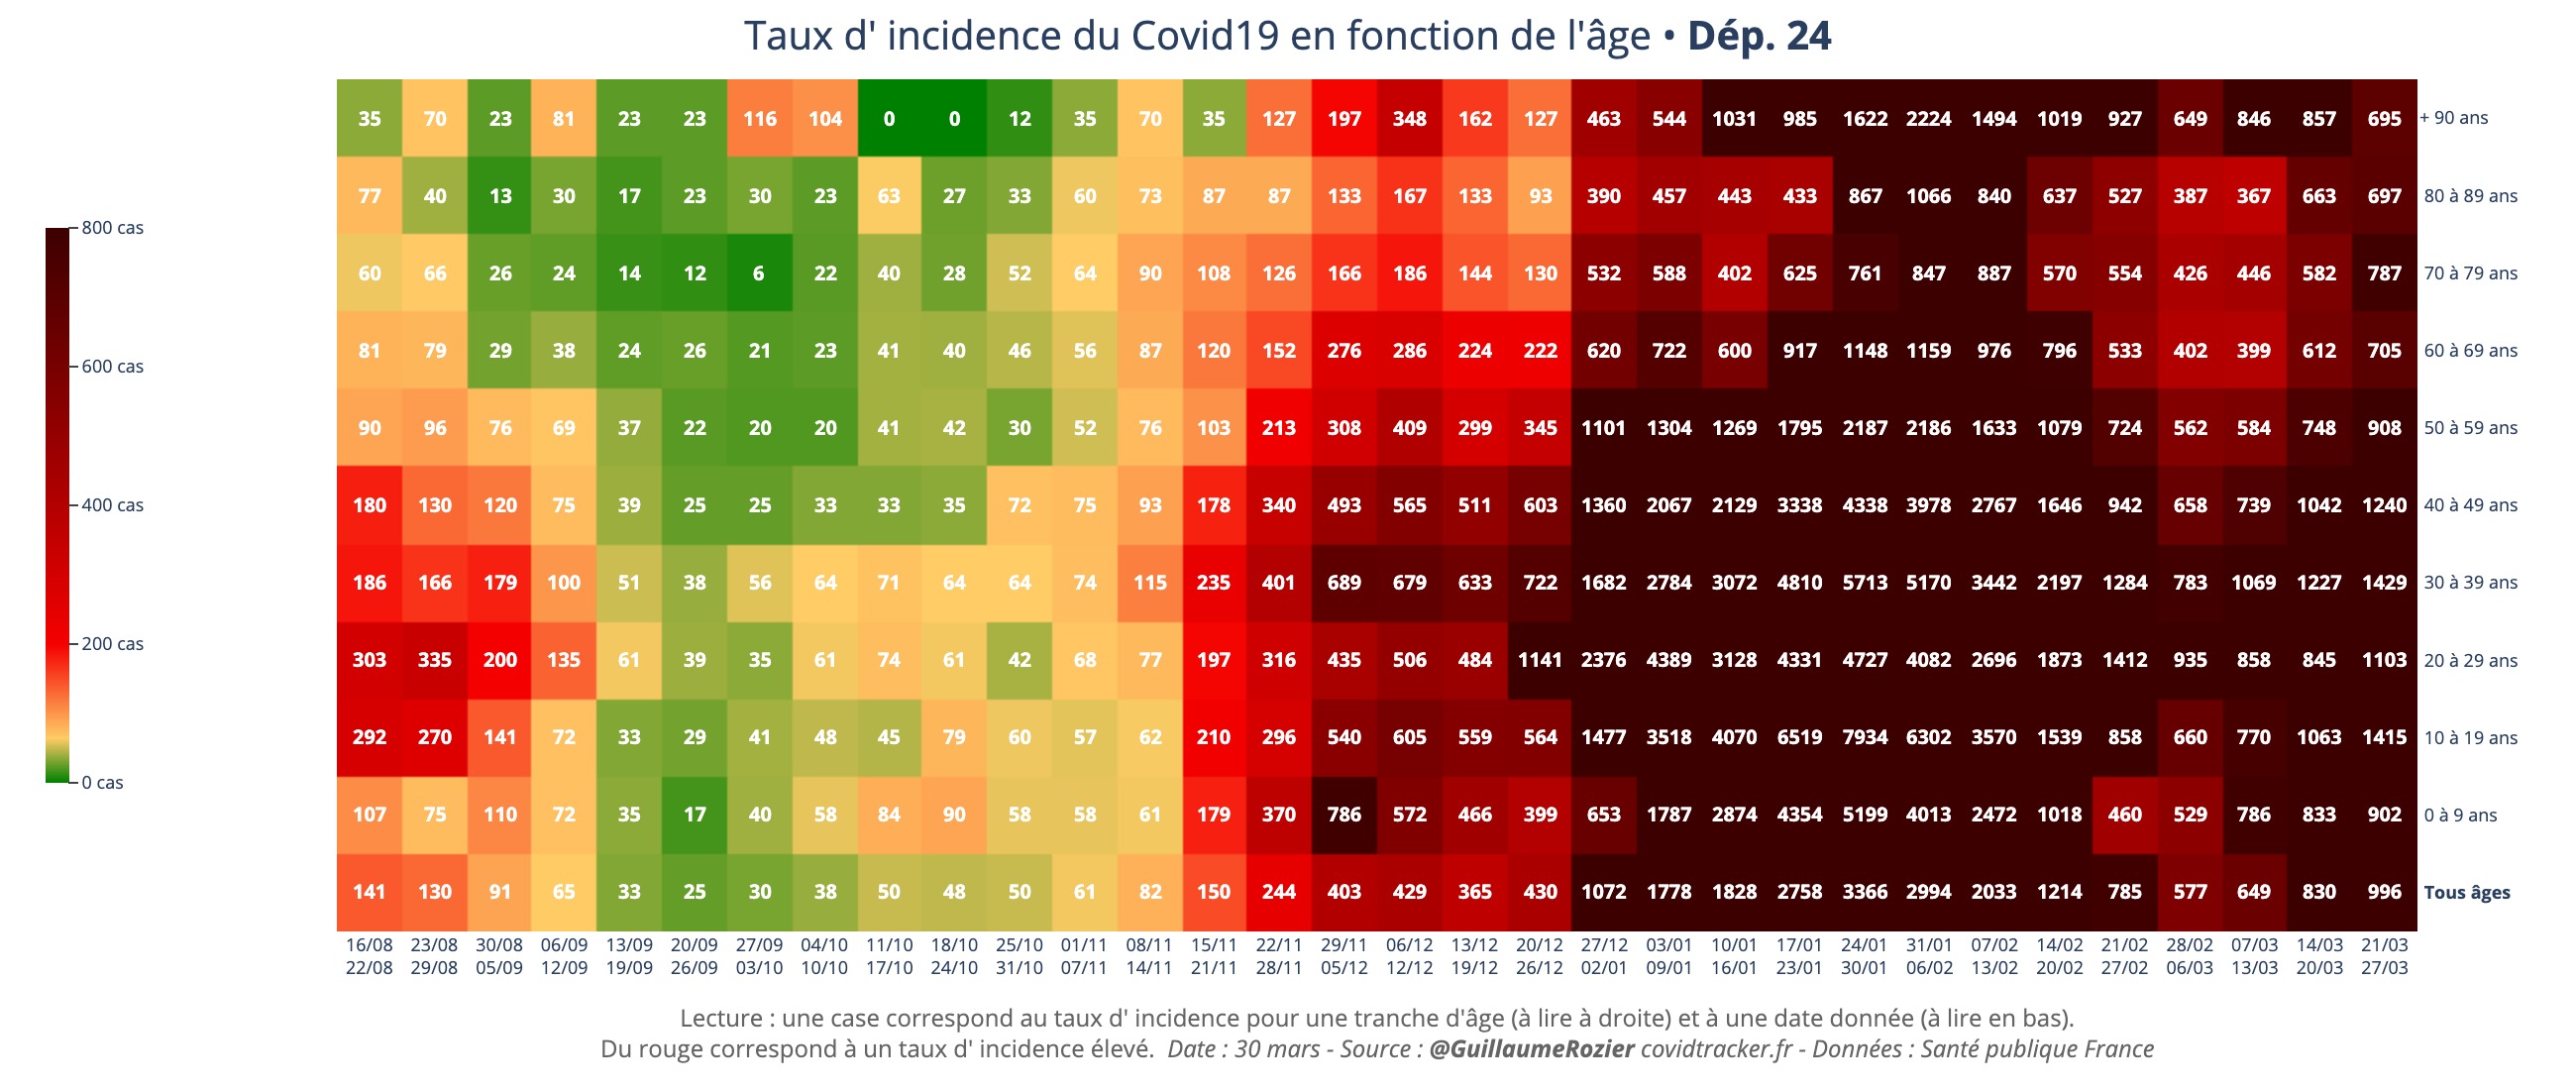 Taux d' incidence du Covid19 en fonction de l'âge • Dép. 24
800 cas
600 cas
400 cas
200 cas
0 cas
35 70 23 81 23 23 116 104 0 0 12 35 70 35 127 197 348 162 127 463 544 1031 985 1622 2224 1494 1019 927 649 846 857 695 + 90 ans
77 40 13 30 17 23 30 23 63 27 33 60 73 87 87 133 167 133 93 390 457 443 433 867 1066 840 637 527 387 367 663 697 80 à 89 ans
60 66 26 24 14 12 6 22 40 28 52 64 90 108 126 166 186 144 130 532 588 402 625 761 847 887 570 554 426 446 582 787 70 à 79 ans
81 79 29 38 24 26 21 23 41 40 46 56 87 120 152 276 286 224 222 620 722 600 917 1148 1159 976 796 533 402 399 612 705 60 à 69 ans
90 96 76 69 37 22 20 20 41 42 30 52 76 103 213 308 409 299 345 1101 1304 1269 1795 2187 2186 1633 1079 724 562 584 748 908 50 à 59 ans
180 130 120 75 39 25 25 33 33 35 72 75 93 178 340 493 565 511 603 1360 2067 2129 3338 4338 3978 2767 1646 942 658 739 1042 1240 40 à 49 ans
186 166 179 100 51 38 56 64 71 64 64 74 115 235 401 689 679 633 722 1682 2784 3072 4810 5713 5170 3442 2197 1284 783 1069 1227 1429 30 à 39 ans
303 335 200 135 61 39 35 61 74 61 42 68 77 197 316 435 506 484 1141 2376 4389 3128 4331 4727 4082 2696 1873 1412 935 858 845 1103 20 à 29 ans
292 270 141 72 33 29 41 48 45 79 60 57 62 210 296 540 605 559 564 1477 3518 4070 6519 7934 6302 3570 1539 858 660 770 1063 1415 10 à 19 ans
107 75 110 72 35 17 40 58 84 90 58 58 61 179 370 786 572 466 399 653 1787 2874 4354 5199 4013 2472 1018 460 529 786 833 902 0 à 9 ans
141 130 91 65 33 25 30 38 50 48 50 61 82 150 244 403 429 365 430 1072 1778 1828 2758 3366 2994 2033 1214 785 577 649 830 996 Tous âges
16/08 23/08 30/08 06/09 13/09 20/09 27/09 04/10 11/10 18/10 25/10 01/11 08/11 15/11 22/11 29/11 06/12 13/12 20/12 27/12 03/01 10/01 17/01 24/01 31/01 07/02 14/02 21/02 28/02 07/03 14/03 21/03
22/08 29/08 05/09 12/09 19/09 26/09 03/10 10/10 17/10 24/10 31/10 07/11 14/11 21/11 28/11 05/12 12/12 19/12 26/12 02/01 09/01 16/01 23/01 30/01 06/02 13/02 20/02 27/02 06/03 13/03 20/03 27/03
Lecture : une case correspond au taux d' incidence pour une tranche d'âge (à lire à droite) et à une date donnée (à lire en bas).
Du rouge correspond à un taux d' incidence élevé. Date : 30 mars - Source : @GuillaumeRozier covidtracker.fr - Données : Santé publique France